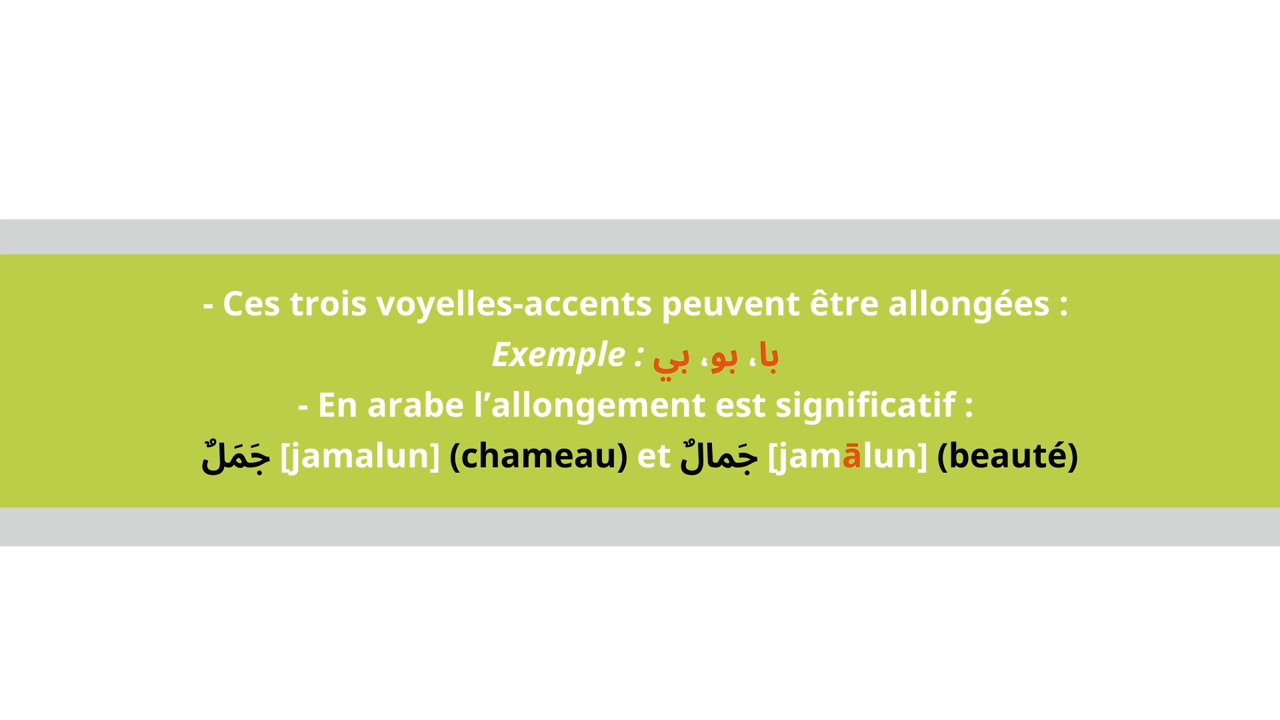 - Ces trois voyelles-accents peuvent être allongées :
Exemple : با، بو، بي
- En arabe l’allongement est significatif :
جَمَلٌ [jamalun] (chameau) et جَمالٌ [jamālun] (beauté)